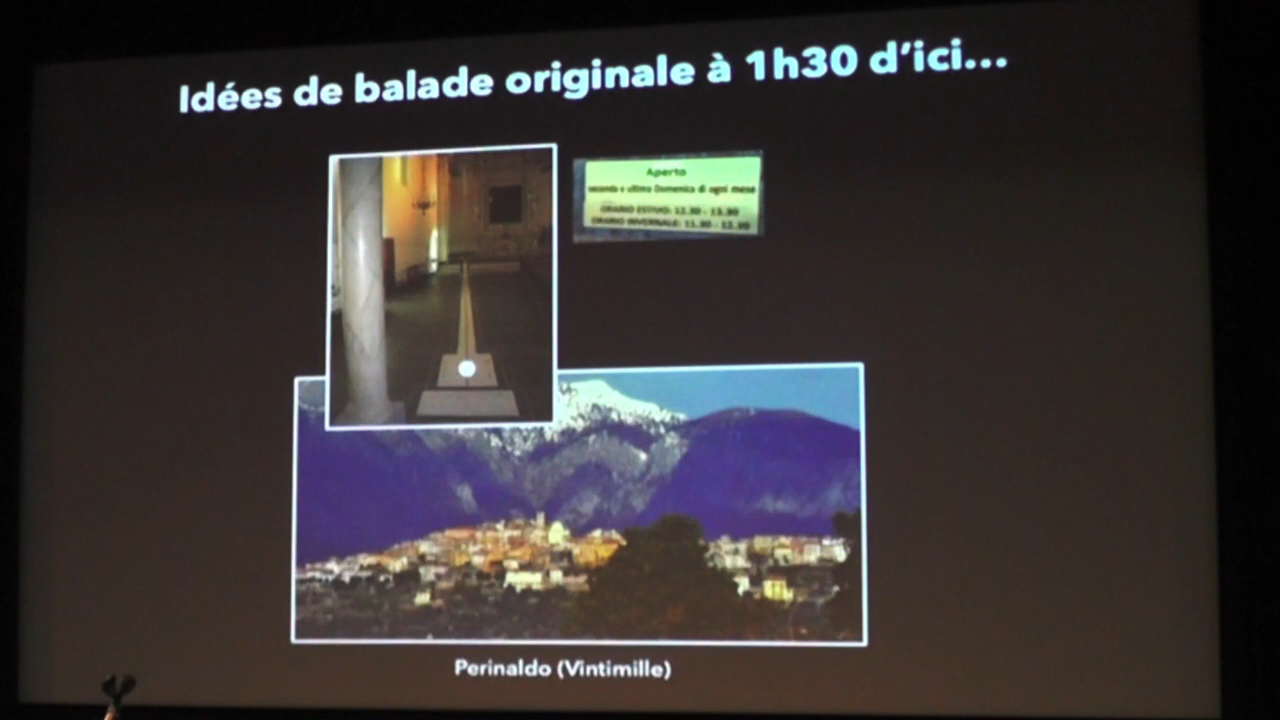 Idées de balade originale à 1h30 d'ici...
Aperto
seconda e ultima Domenica di ogni mese
ORARIO ESTIVO: 12.30 - 13.30
ORARIO INVERNALE: 11.30 - 12.30
Perinaldo (Vintimille)